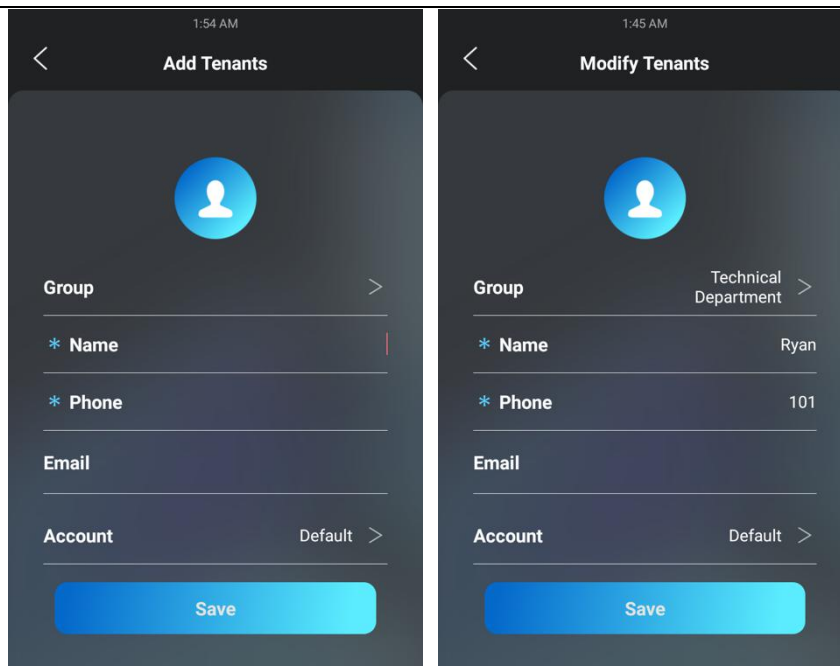 1:54 AM
Add Tenants
Group
* Name
* Phone
Email
Account Default >
Save
1:45 AM
Modify Tenants
Group Technical
Department >
* Name Ryan
* Phone 101
Email
Account Default >
Save